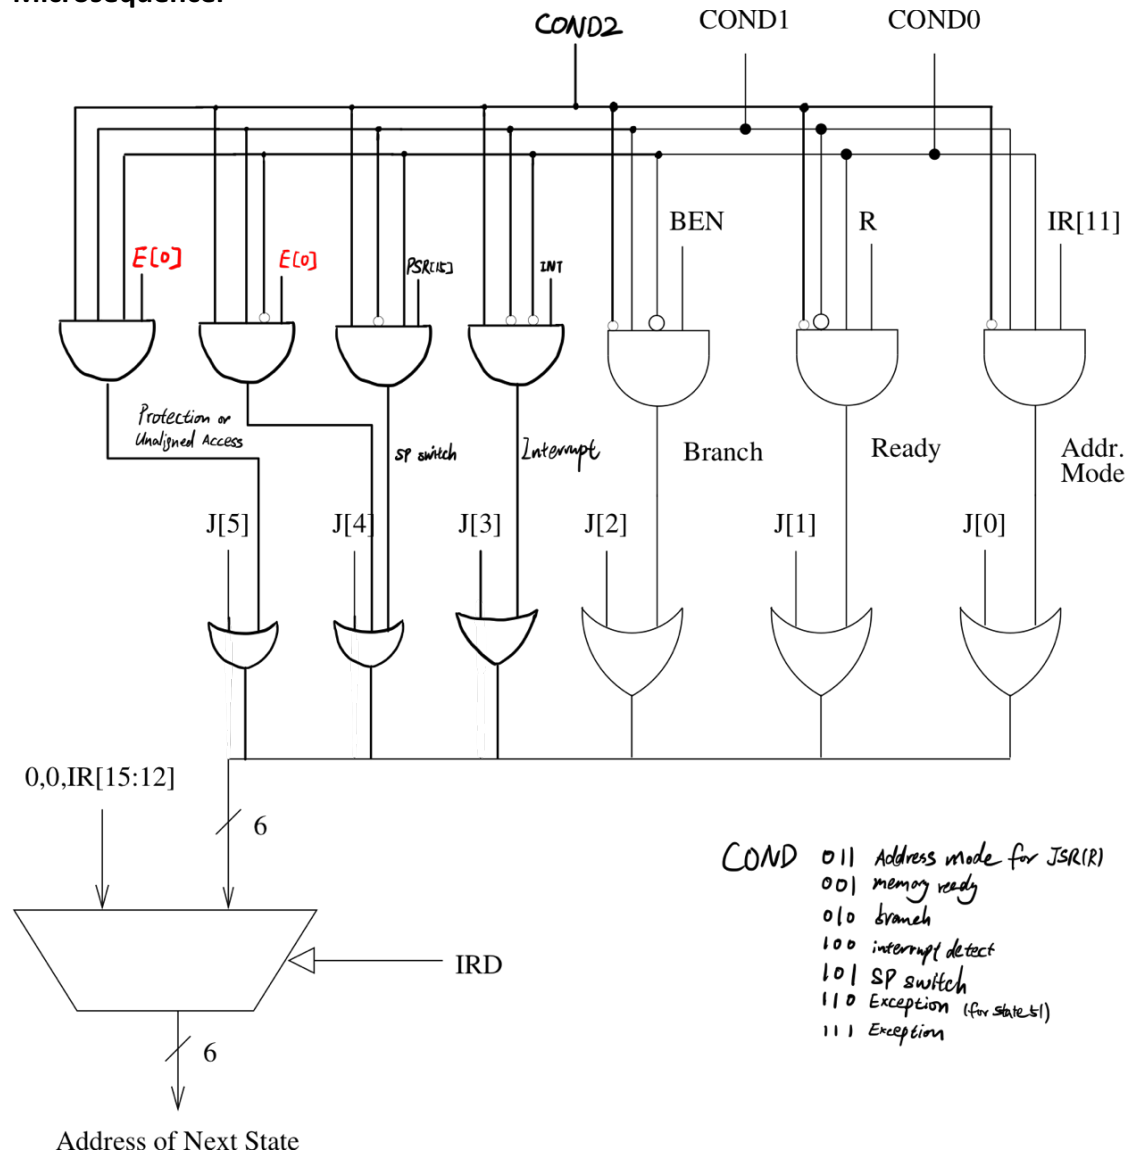 Microsequencer
COND2
COND1
COND0
BEN
R
IR[11]
E[0]
E[0]
PSR[15]
INT
Protection or
Unaligned Access
SP switch
Interrupt
Branch
Ready
Addr.
Mode
J[5]
J[4]
J[3]
J[2]
J[1]
J[0]
0,0,IR[15:12]
6
IRD
6
Address of Next State
COND 011 Address mode for JSR(R)
001 memory ready
010 branch
100 interrupt detect
101 SP switch
110 Exception (for state 51)
111 Exception